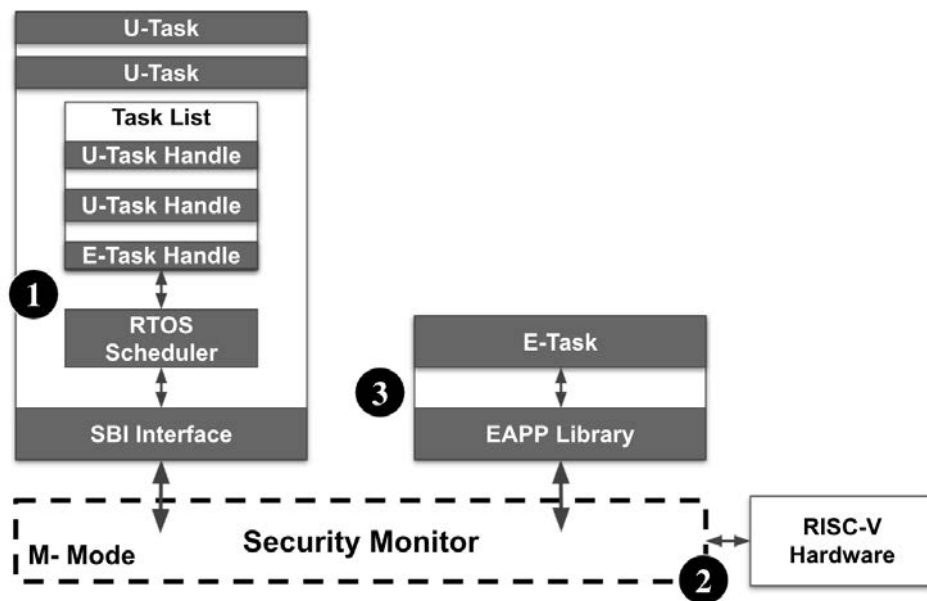 U-Task
U-Task
Task List
U-Task Handle
U-Task Handle
E-Task Handle
1
RTOS
Scheduler
SBI Interface
E-Task
3
EAPP Library
Security Monitor
M- Mode
2
RISC-V
Hardware